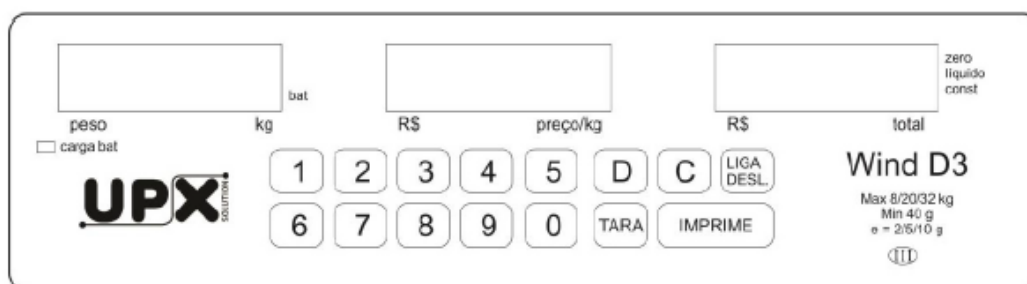 bat
zero
líquido
const
peso kg
R$ preço/kg
R$ total
carga bat
UPX
SOLUTION
1 2 3 4 5 D C LIGA DESL.
6 7 8 9 0 TARA IMPRIME
Wind D3
Max 8/20/32 kg
Min 40 g
e = 2/5/10 g
III